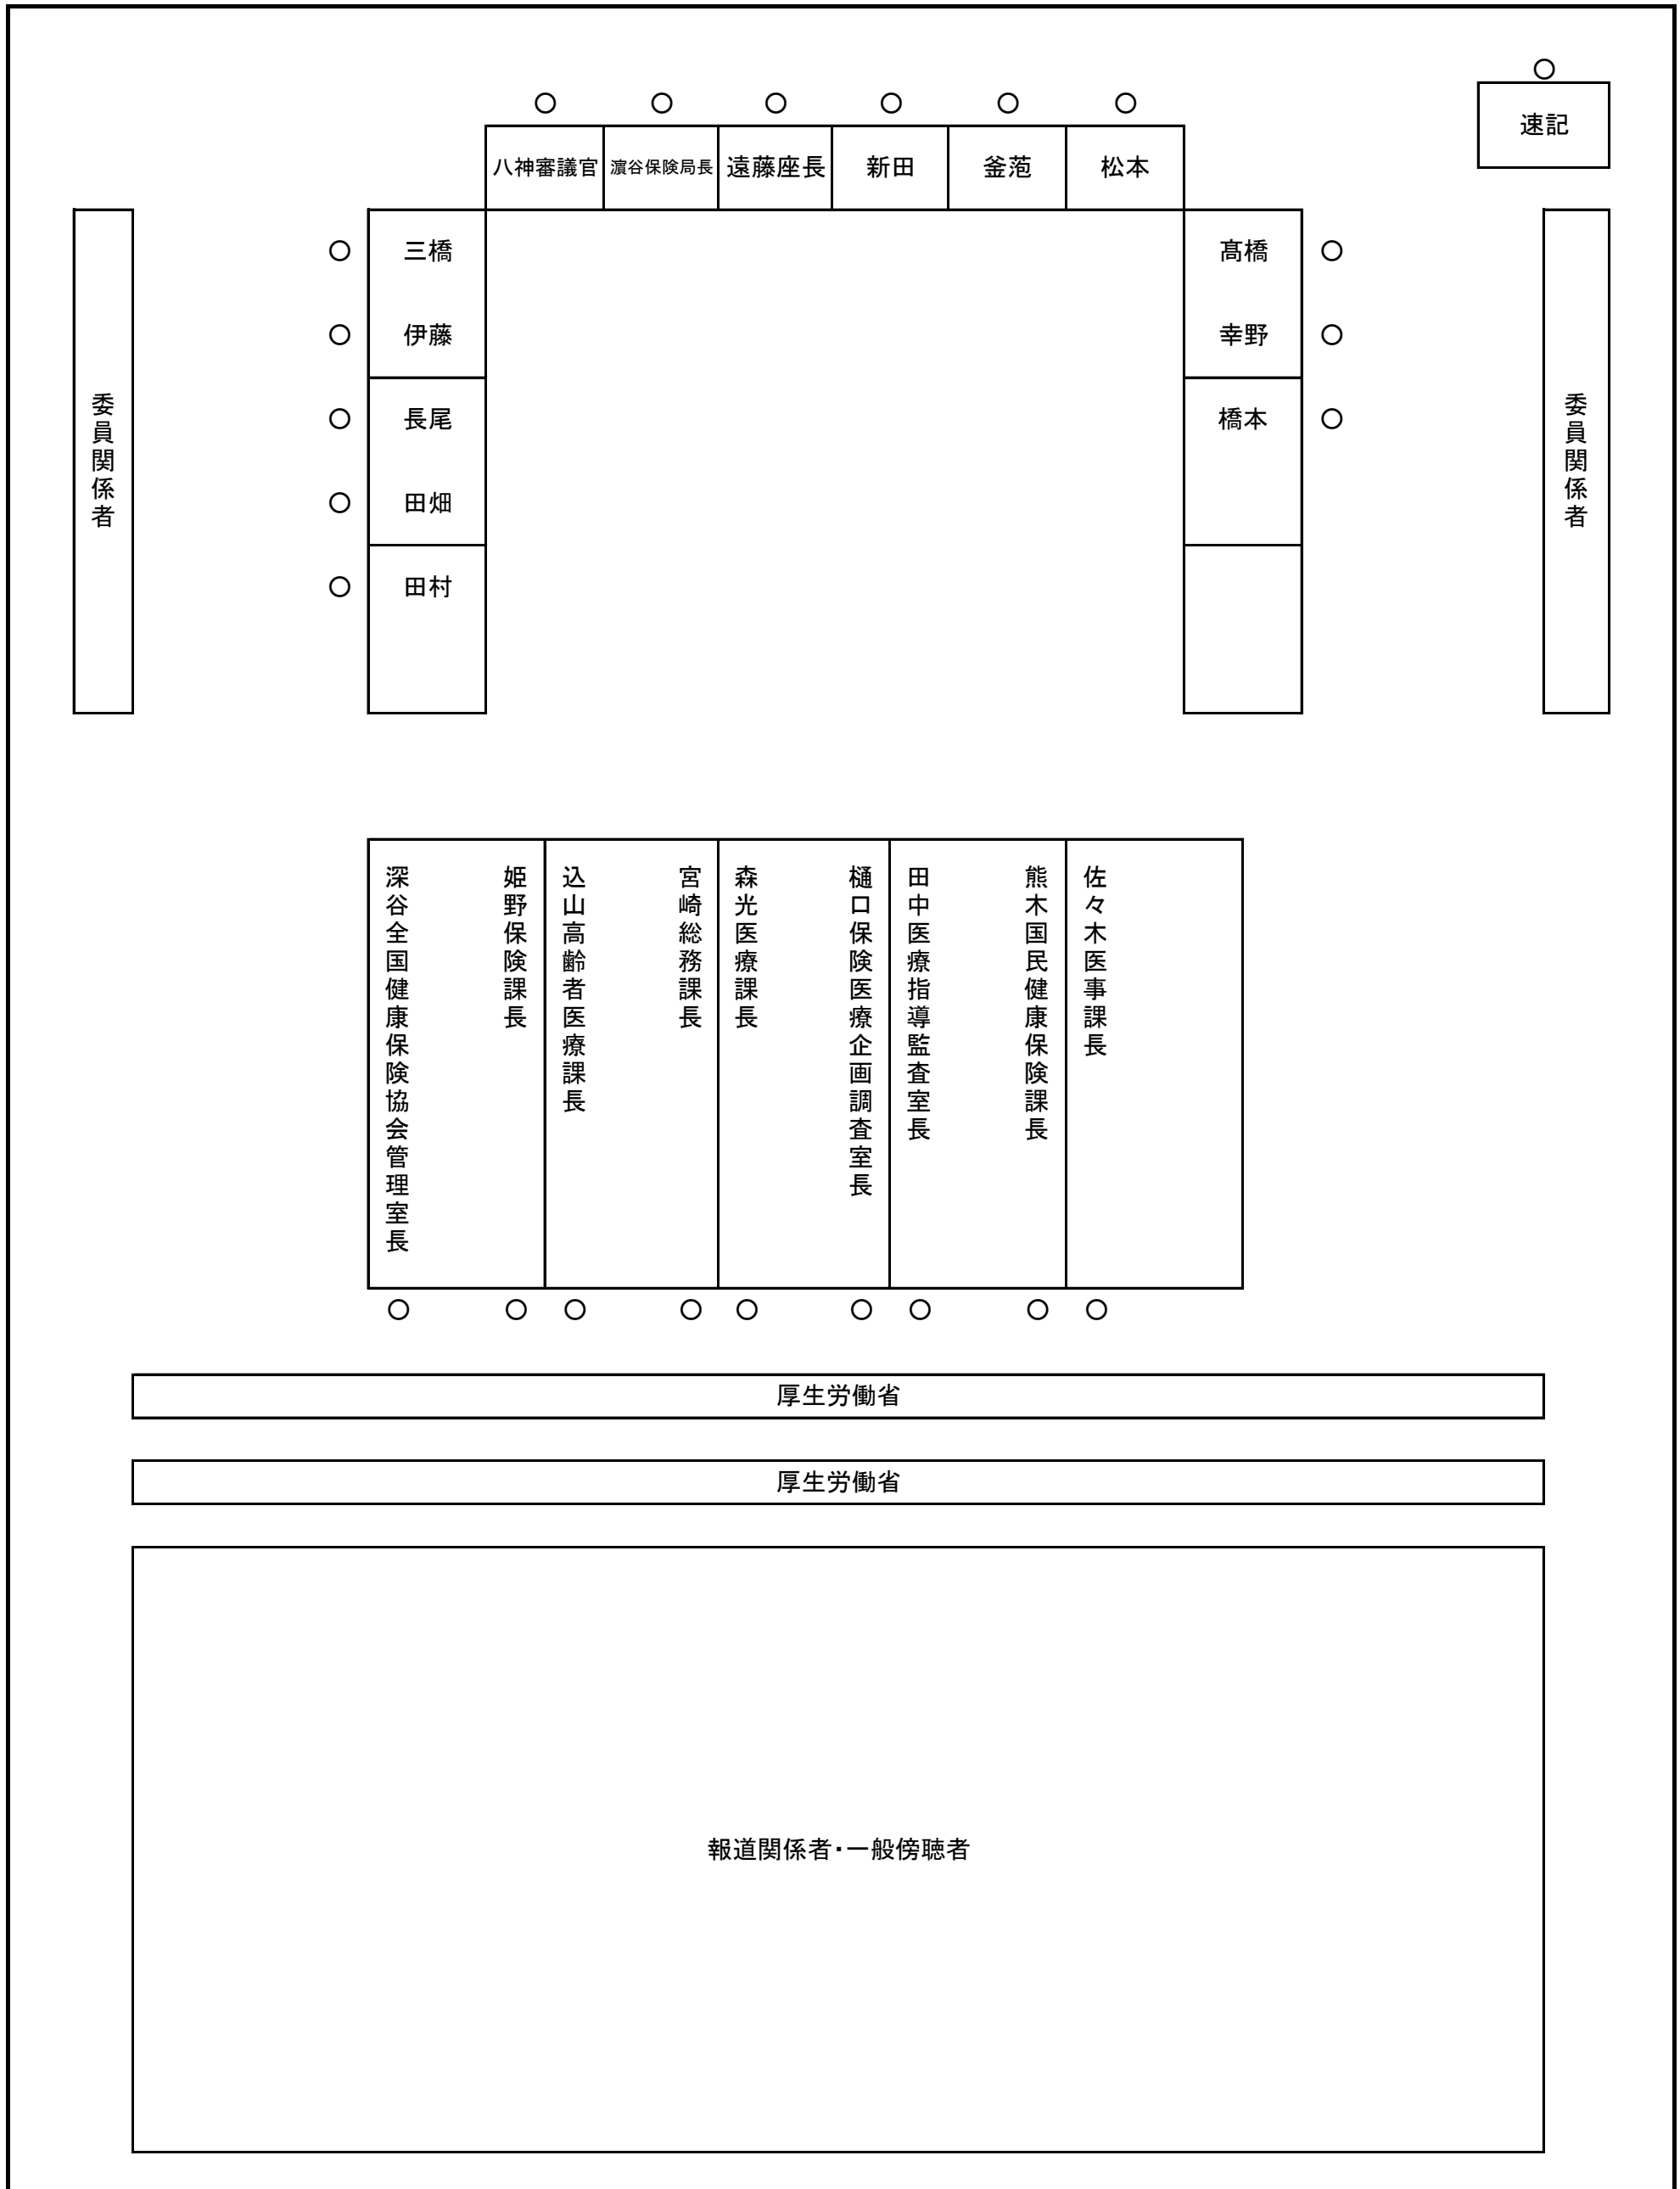 速記
八神審議官
濵谷保険局長
遠藤座長
新田
釜萢
松本
三橋
伊藤
長尾
田畑
田村
髙橋
幸野
橋本
委員関係者
委員関係者
深谷全国健康保険協会管理室長
姫野保険課長
込山高齢者医療課長
宮崎総務課長
森光医療課長
樋口保険医療企画調査室長
田中医療指導監査室長
熊木国民健康保険課長
佐々木医事課長
厚生労働省
厚生労働省
報道関係者・一般傍聴者